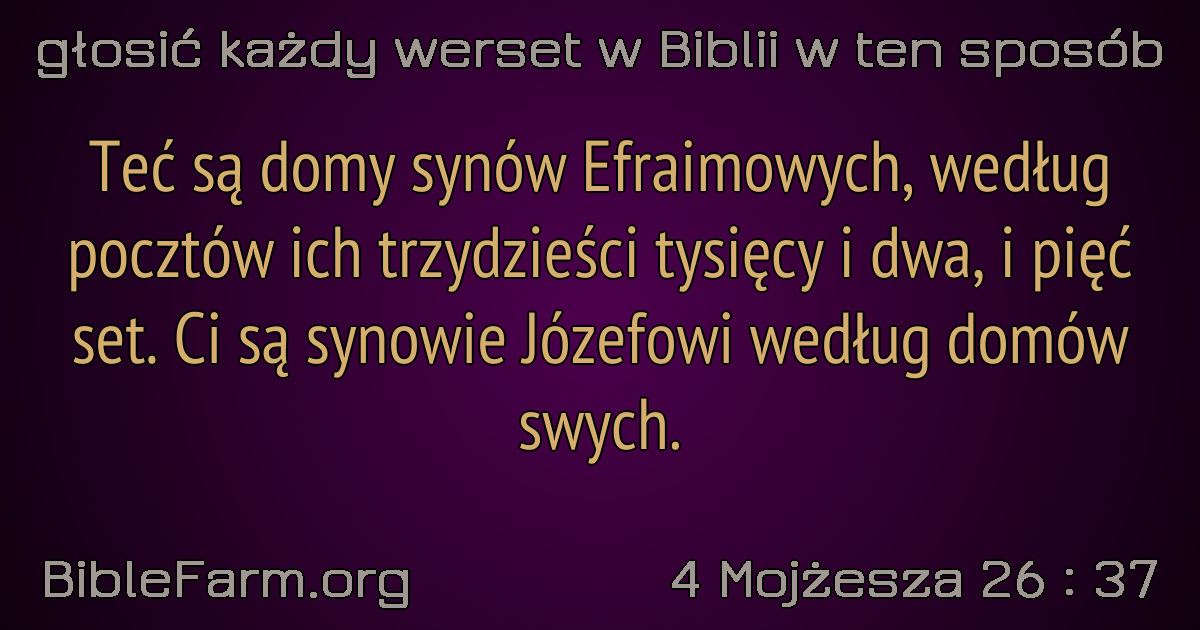 głosić każdy werset w Biblii w ten sposób
Teć są domy synów Efraimowych, według
pocztów ich trzydzieści tysięcy i dwa, i pięć
set. Ci są synowie Józefowi według domów
swych.
BibleFarm.org
4 Mojżesza 26 : 37